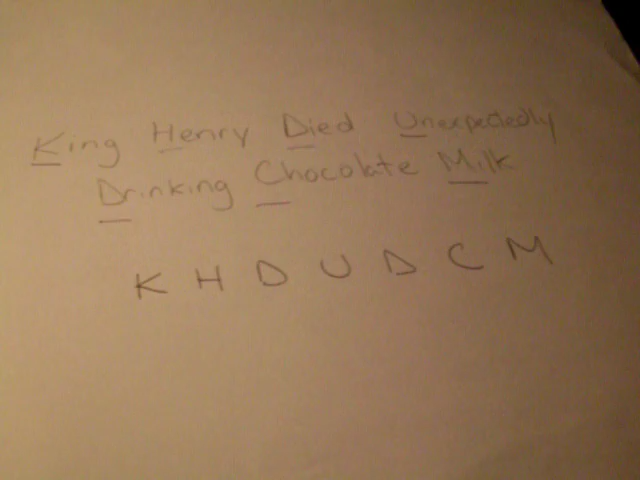 King Henry Died Unexpectedly
Drinking Chocolate Milk
K H D U D C M